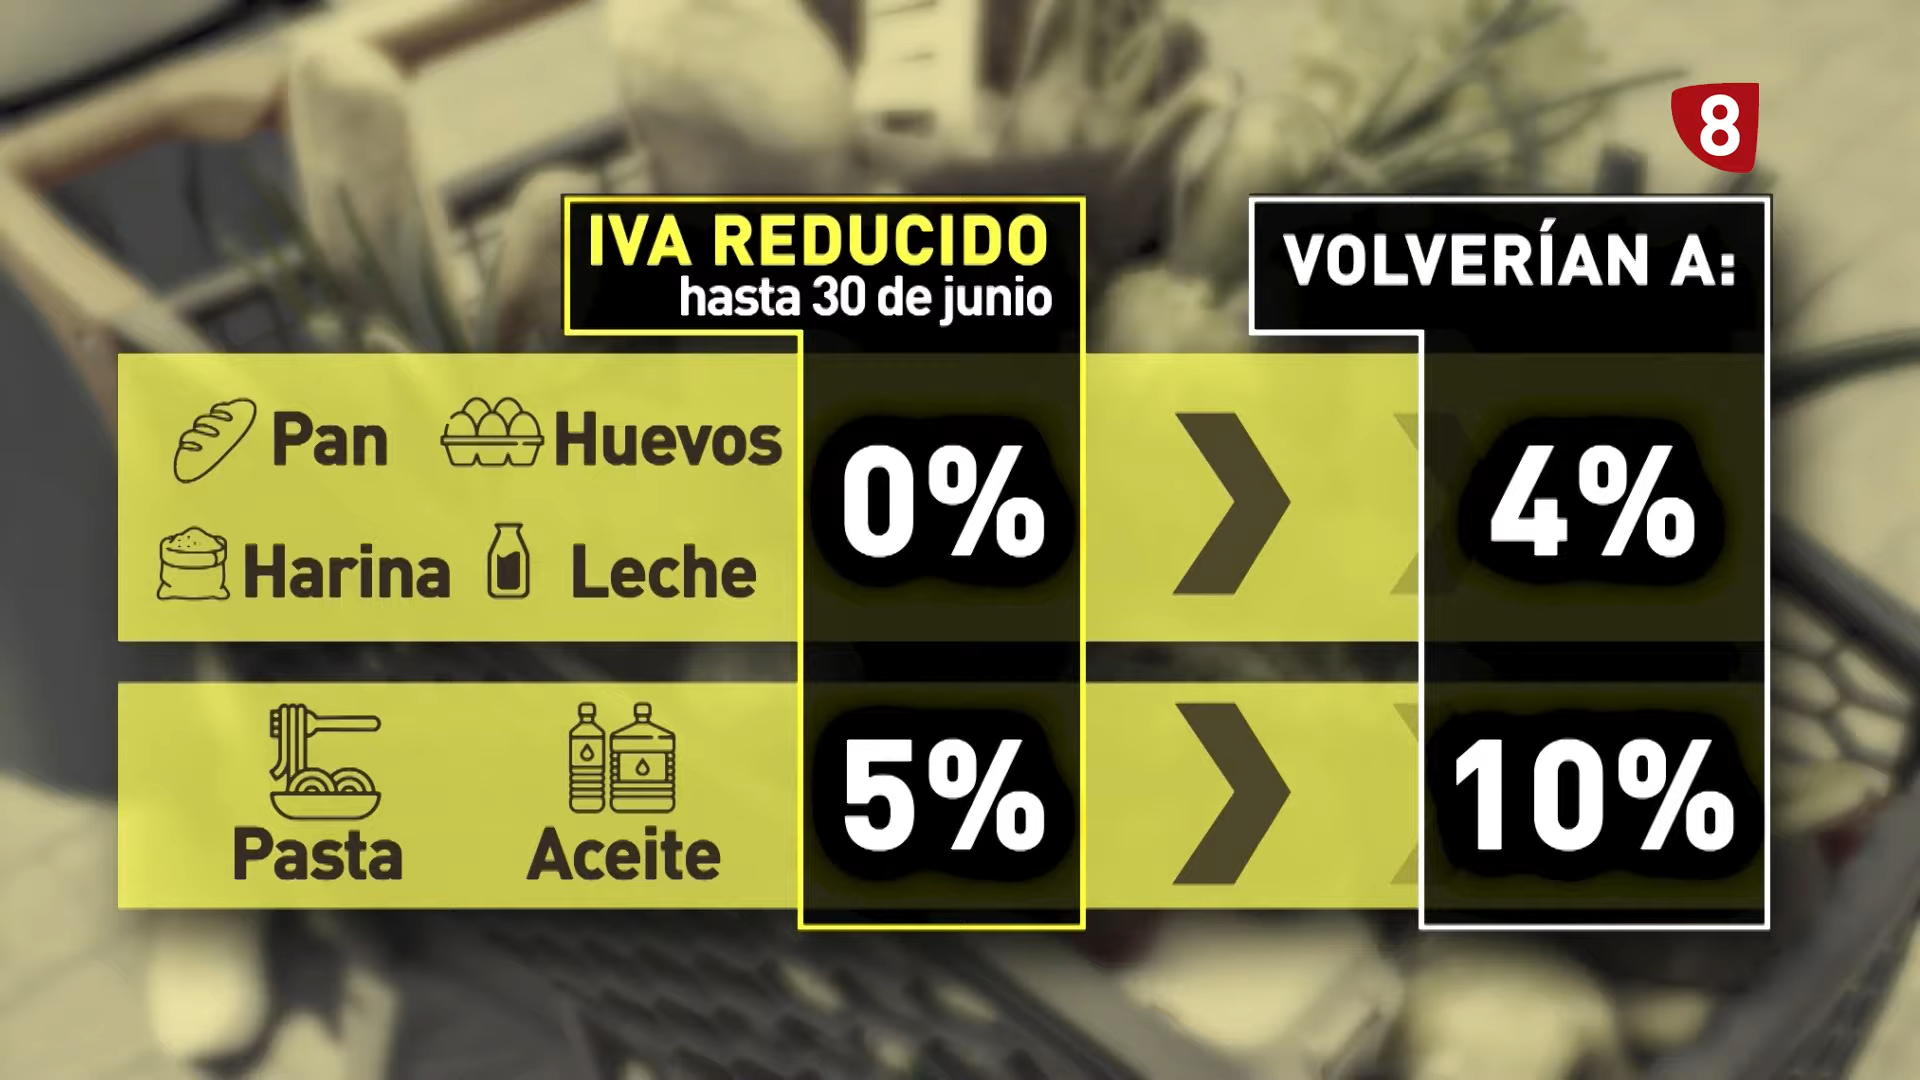 8
IVA REDUCIDO
hasta 30 de junio
VOLVERÍAN A:
Pan
Huevos
Harina
Leche
0%
4%
Pasta
Aceite
5%
10%